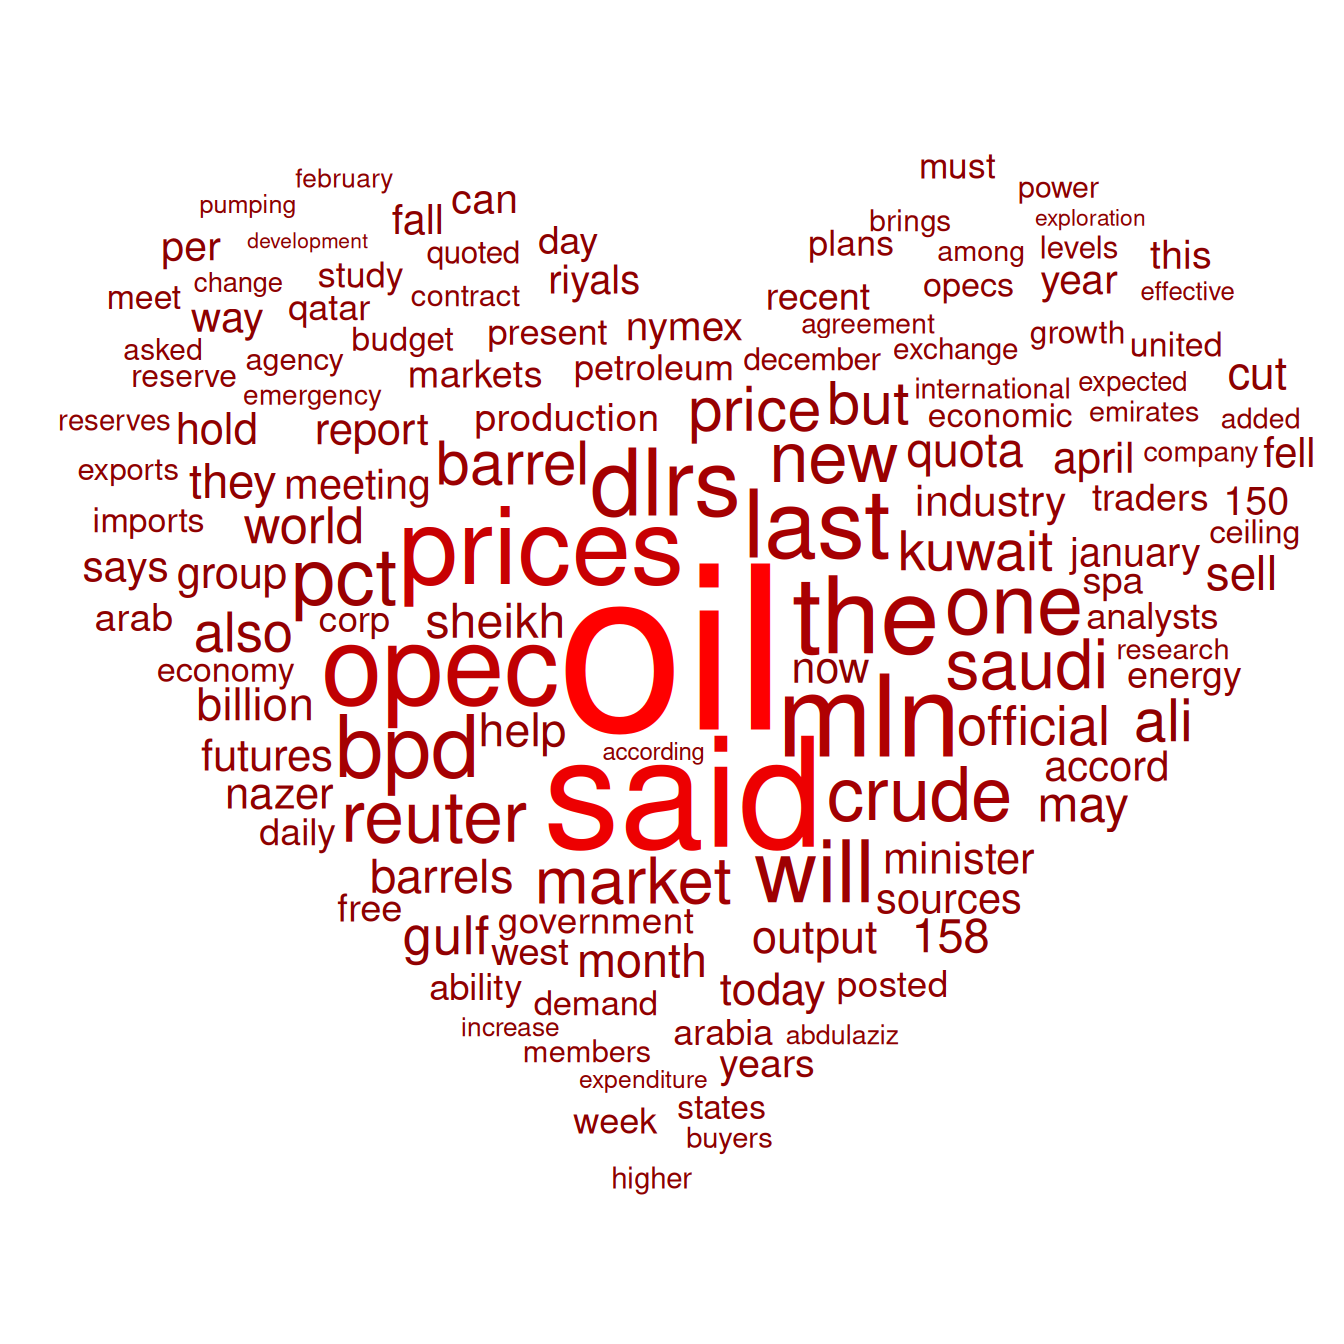 must
february
power
can
pumping
exploration
fall
brings
per
development
quoted
day
plans
among
levels
this
change
study
riyals
opecs
year
effective
meet
way
qatar
contract
recent
budget
present
nymex
agreement
growth
united
asked
agency
december
exchange
reserve
markets
petroleum
cut
emergency
international
expected
price
but
economic
emirates
added
reserves
hold
report
production
exports
they
meeting
barrel
dlrs
new
quota
april
company
fell
imports
world
last
industry
traders
150
prices
kuwait
january
ceiling
says
group
pct
oil
spa
sell
arab
also
corp
sheikh
the
one
analysts
economy
opec
now
saudi
research
energy
billion
help
mln
official
ali
futures
bpd
according
said
accord
nazer
crude
may
daily
reuter
barrels
market
will
minister
free
sources
gulf
government
west
month
output
158
ability
demand
today
posted
increase
arabia
abdulaziz
members
years
expenditure
week
states
buyers
higher